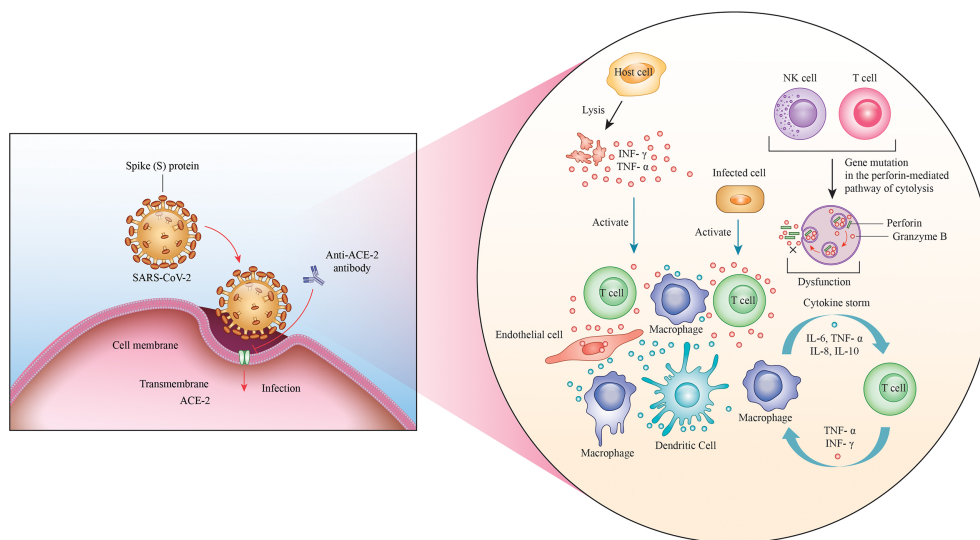 Spike (S) protein
SARS-CoV-2
Anti-ACE-2
antibody
Cell membrane
Transmembrane
ACE-2
Infection
Host cell
Lysis
INF- γ
TNF- α
Activate
Infected cell
Activate
NK cell
T cell
Gene mutation
in the perforin-mediated
pathway of cytolysis
Perforin
Granzyme B
Dysfunction
T cell
Macrophage
T cell
Endothelial cell
Macrophage
Dendritic Cell
Macrophage
Cytokine storm
IL-6, TNF- α
IL-8, IL-10
T cell
TNF- α
INF- γ